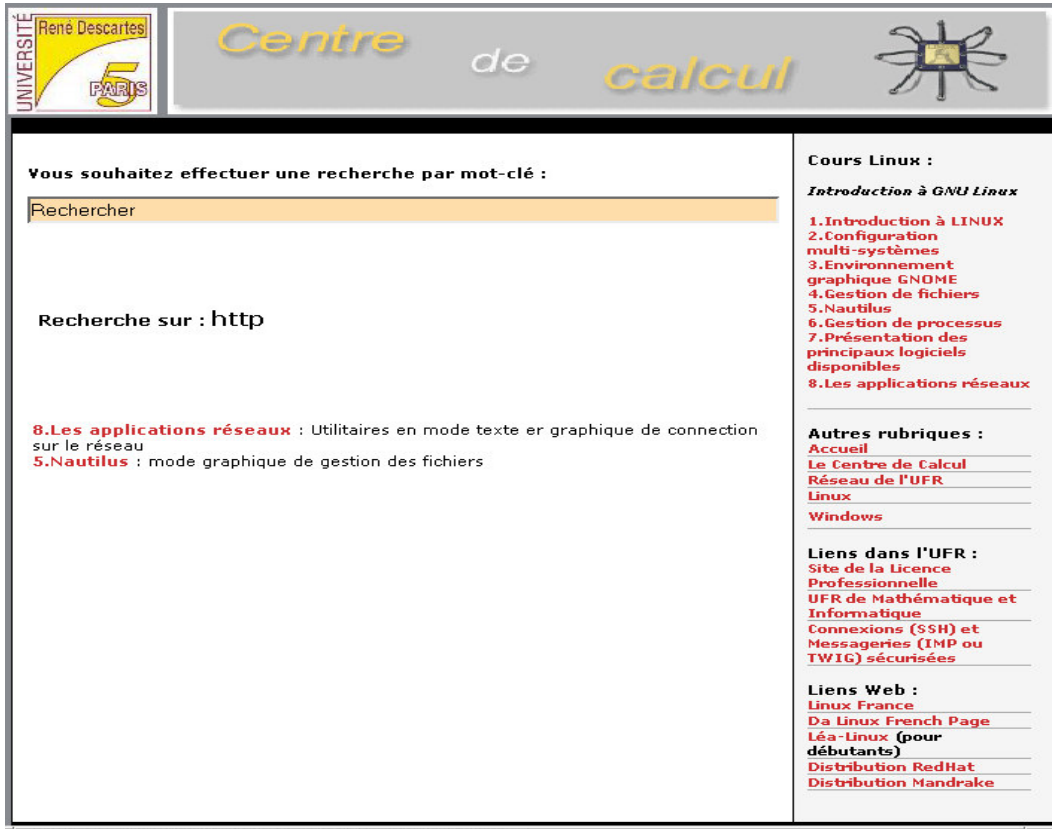 UNIVERSITÉ
René Descartes
PARIS 5
Centre de calcul
Vous souhaitez effectuer une recherche par mot-clé :
Rechercher
Recherche sur : http
8.Les applications réseaux : Utilitaires en mode texte er graphique de connection
sur le réseau
5.Nautilus : mode graphique de gestion des fichiers
Cours Linux :
Introduction à GNU Linux
1.Introduction à LINUX
2.Configuration
multi-systèmes
3.Environnement
graphique GNOME
4.Gestion de fichiers
5.Nautilus
6.Gestion de processus
7.Présentation des
principaux logiciels
disponibles
8.Les applications réseaux
Autres rubriques :
Accueil
Le Centre de Calcul
Réseau de l'UFR
Linux
Windows
Liens dans l'UFR :
Site de la Licence
Professionnelle
UFR de Mathématique et
Informatique
Connexions (SSH) et
Messageries (IMP ou
TWIG) sécurisées
Liens Web :
Linux France
Da Linux French Page
Léa-Linux (pour
débutants)
Distribution RedHat
Distribution Mandrake